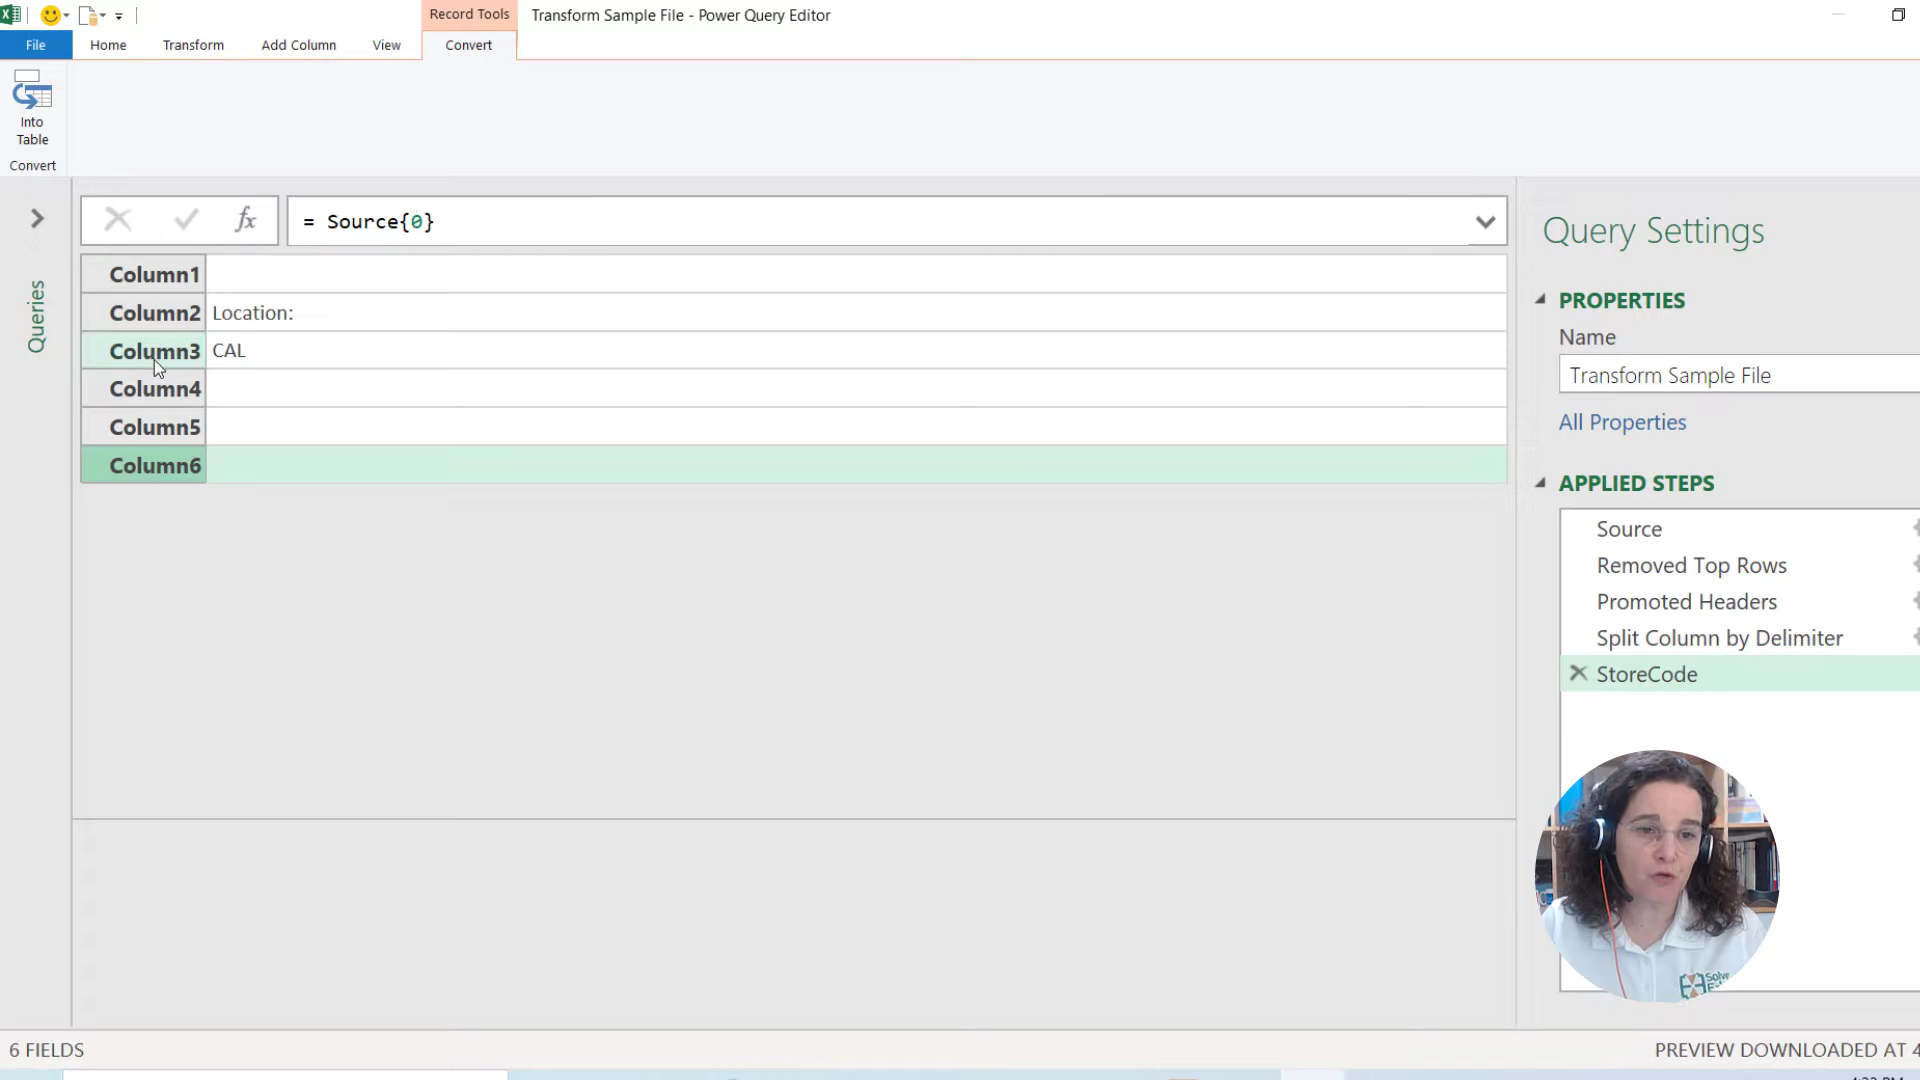 Record Tools
Transform Sample File - Power Query Editor
File
Home
Transform
Add Column
View
Convert
Into
Table
Convert
Queries
fx
= Source{0}
Column1
Column2 Location:
Column3 CAL
Column4
Column5
Column6
Query Settings
PROPERTIES
Name
Transform Sample File
All Properties
APPLIED STEPS
Source
Removed Top Rows
Promoted Headers
Split Column by Delimiter
StoreCode
6 FIELDS
PREVIEW DOWNLOADED AT 4